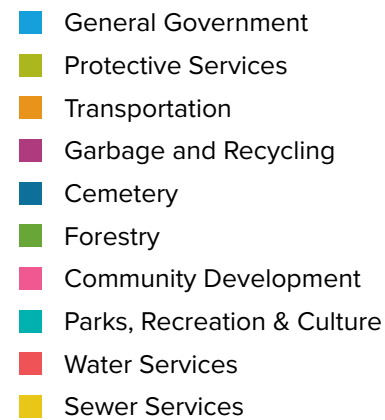 General Government
Protective Services
Transportation
Garbage and Recycling
Cemetery
Forestry
Community Development
Parks, Recreation & Culture
Water Services
Sewer Services